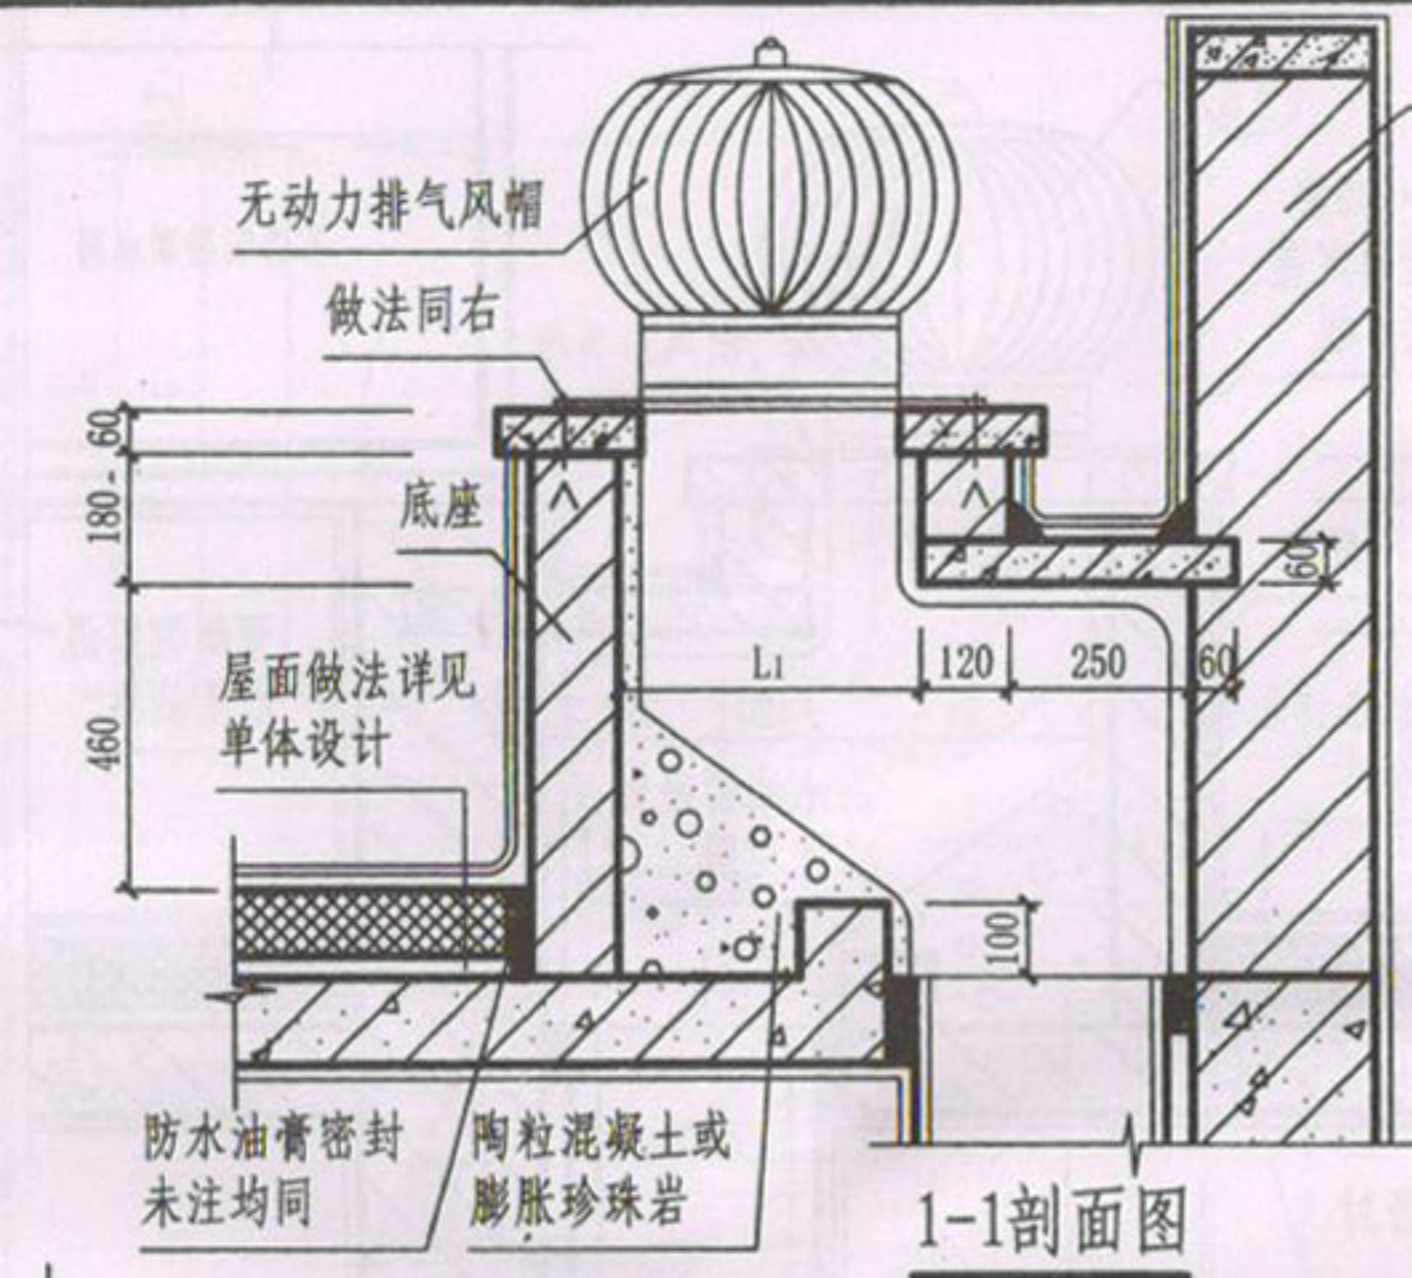 无动力排气风帽
做法同右
60
180
底座
60
屋面做法详见
单体设计
L1
120
250
60
460
100
防水油膏密封
未注均同
陶粒混凝土或
膨胀珍珠岩
1-1剖面图